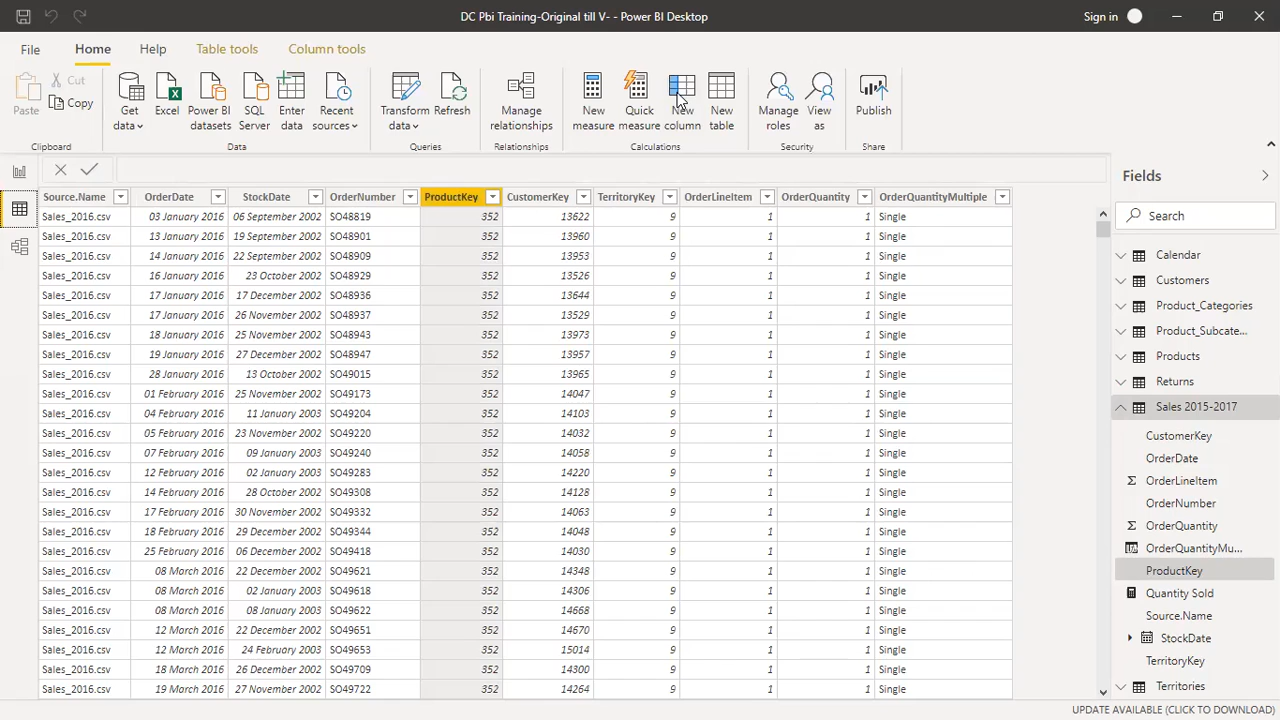 DC Pbi Training-Original till V- - Power BI Desktop
Sign in
File Home Help Table tools Column tools
Paste
Cut
Copy
Get data
Excel
Power BI datasets
SQL Server
Enter data
Recent sources
Transform data
Refresh
Manage relationships
New measure
Quick measure
New column
New table
Manage roles
View as
Publish
Clipboard Data Queries Relationships Calculations Security Share
Source.Name OrderDate StockDate OrderNumber ProductKey CustomerKey TerritoryKey OrderLineItem OrderQuantity OrderQuantityMultiple
Sales_2016.csv 03 January 2016 06 September 2002 SO48819 352 13622 9 1 1 Single
Sales_2016.csv 13 January 2016 19 September 2002 SO48901 352 13960 9 1 1 Single
Sales_2016.csv 14 January 2016 22 September 2002 SO48909 352 13953 9 1 1 Single
Sales_2016.csv 16 January 2016 23 October 2002 SO48929 352 13526 9 1 1 Single
Sales_2016.csv 17 January 2016 17 December 2002 SO48936 352 13644 9 1 1 Single
Sales_2016.csv 17 January 2016 26 November 2002 SO48937 352 13529 9 1 1 Single
Sales_2016.csv 18 January 2016 25 November 2002 SO48943 352 13973 9 1 1 Single
Sales_2016.csv 19 January 2016 27 December 2002 SO48947 352 13957 9 1 1 Single
Sales_2016.csv 28 January 2016 13 October 2002 SO49015 352 13965 9 1 1 Single
Sales_2016.csv 01 February 2016 25 November 2002 SO49173 352 14047 9 1 1 Single
Sales_2016.csv 04 February 2016 11 January 2003 SO49204 352 14103 9 1 1 Single
Sales_2016.csv 05 February 2016 23 November 2002 SO49220 352 14032 9 1 1 Single
Sales_2016.csv 07 February 2016 09 January 2003 SO49240 352 14058 9 1 1 Single
Sales_2016.csv 12 February 2016 02 January 2003 SO49283 352 14220 9 1 1 Single
Sales_2016.csv 14 February 2016 28 October 2002 SO49308 352 14128 9 1 1 Single
Sales_2016.csv 17 February 2016 30 November 2002 SO49332 352 14063 9 1 1 Single
Sales_2016.csv 18 February 2016 29 December 2002 SO49344 352 14048 9 1 1 Single
Sales_2016.csv 25 February 2016 06 December 2002 SO49418 352 14030 9 1 1 Single
Sales_2016.csv 08 March 2016 22 December 2002 SO49621 352 14348 9 1 1 Single
Sales_2016.csv 08 March 2016 02 January 2003 SO49618 352 14306 9 1 1 Single
Sales_2016.csv 08 March 2016 08 January 2003 SO49622 352 14668 9 1 1 Single
Sales_2016.csv 12 March 2016 22 December 2002 SO49651 352 14670 9 1 1 Single
Sales_2016.csv 12 March 2016 24 February 2003 SO49653 352 15014 9 1 1 Single
Sales_2016.csv 18 March 2016 26 December 2002 SO49709 352 14300 9 1 1 Single
Sales_2016.csv 19 March 2016 27 November 2002 SO49722 352 14264 9 1 1 Single
Fields
Search
Calendar
Customers
Product_Categories
Product_Subcate...
Products
Returns
Sales 2015-2017
CustomerKey
OrderDate
OrderLineItem
OrderNumber
OrderQuantity
OrderQuantityMu...
ProductKey
Quantity Sold
Source.Name
StockDate
TerritoryKey
Territories
UPDATE AVAILABLE (CLICK TO DOWNLOAD)